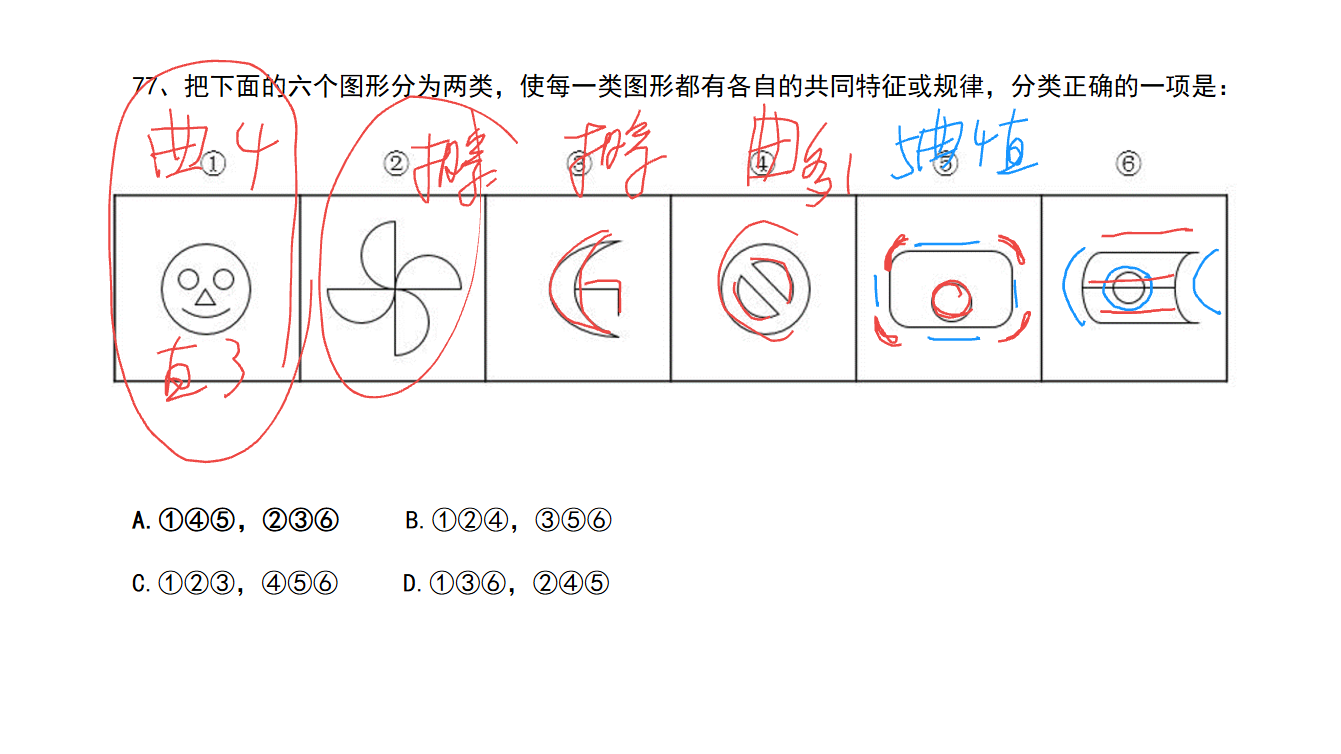 77、把下面的六个图形分为两类，使每一类图形都有各自的共同特征或规律，分类正确的一项是：
曲4 曲多1 5曲4直
① ② ③ ④ ⑤ ⑥
直3
A.①④⑤，②③⑥ B.①②④，③⑤⑥
C.①②③，④⑤⑥ D.①③⑥，②④⑤